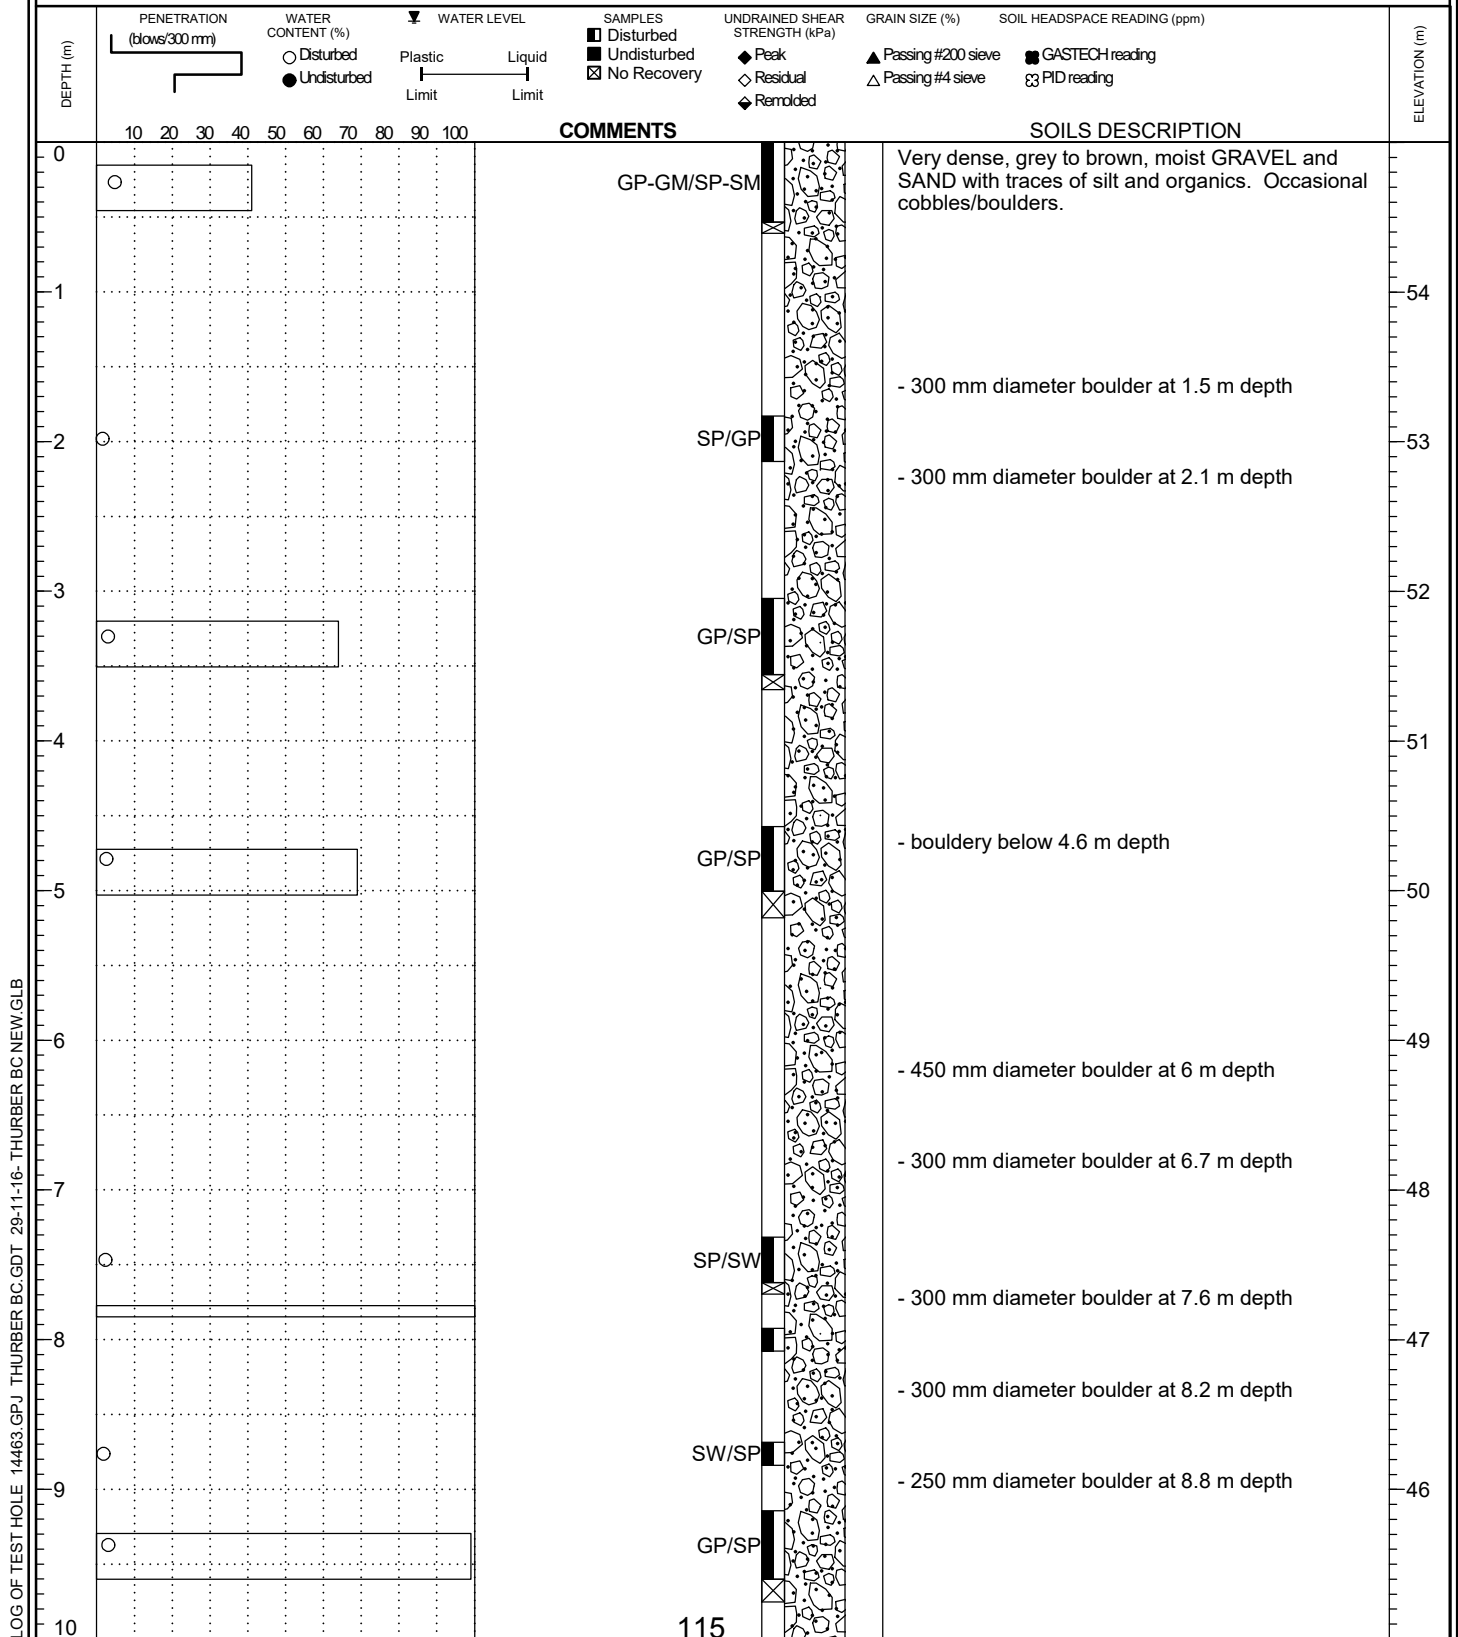 PENETRATION
(blows/300 mm)
WATER
CONTENT (%)
Disturbed
Undisturbed
WATER LEVEL
Plastic Liquid
Limit Limit
SAMPLES
Disturbed
Undisturbed
No Recovery
UNDRAINED SHEAR
STRENGTH (kPa)
Peak
Residual
Remolded
GRAIN SIZE (%)
Passing #200 sieve
Passing #4 sieve
SOIL HEADSPACE READING (ppm)
GASTECH reading
PID reading
DEPTH (m)
ELEVATION (m)
10 20 30 40 50 60 70 80 90 100
COMMENTS
SOILS DESCRIPTION
0
Very dense, grey to brown, moist GRAVEL and
SAND with traces of silt and organics. Occasional
cobbles/boulders.
GP-GM/SP-SM
1
54
- 300 mm diameter boulder at 1.5 m depth
2
SP/GP
53
- 300 mm diameter boulder at 2.1 m depth
3
52
GP/SP
4
51
- bouldery below 4.6 m depth
GP/SP
5
50
6
49
- 450 mm diameter boulder at 6 m depth
- 300 mm diameter boulder at 6.7 m depth
7
48
SP/SW
- 300 mm diameter boulder at 7.6 m depth
8
47
- 300 mm diameter boulder at 8.2 m depth
SW/SP
- 250 mm diameter boulder at 8.8 m depth
9
46
GP/SP
10
115
LOG OF TEST HOLE 14463.GPJ THURBER BC.GDT 29-11-16- THURBER BC NEW.GLB